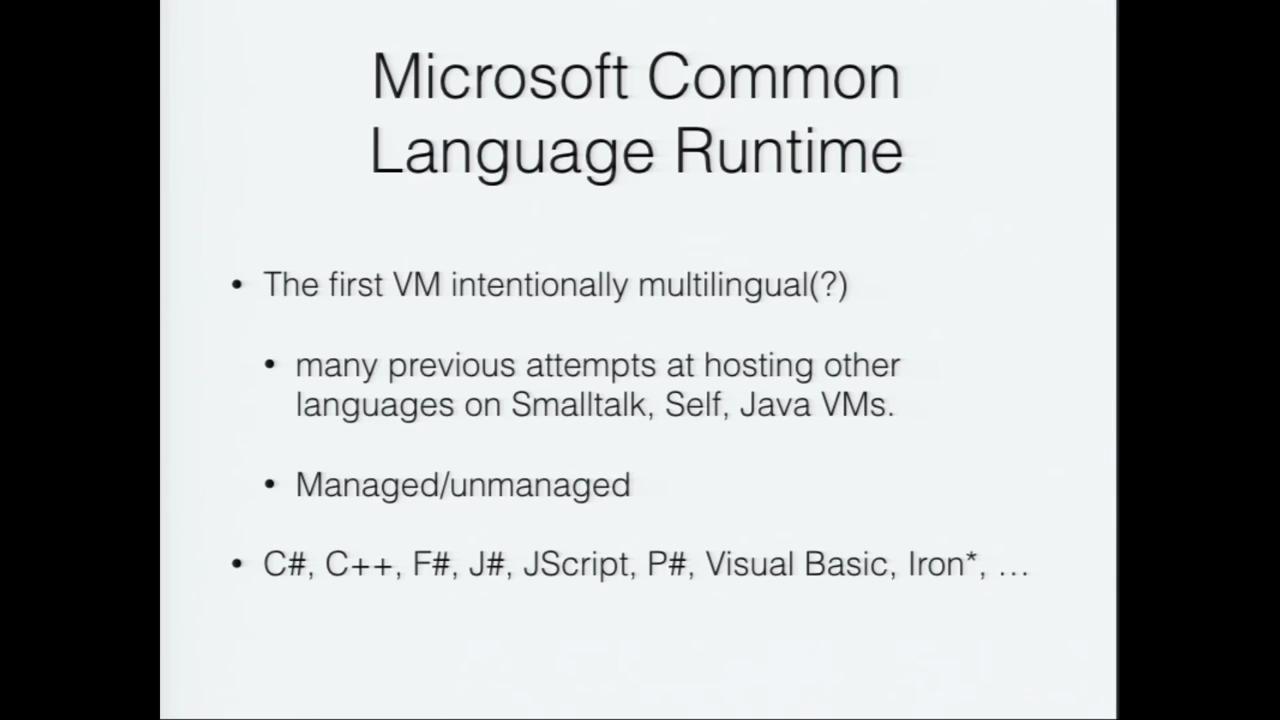 Microsoft Common
Language Runtime
• The first VM intentionally multilingual(?)
• many previous attempts at hosting other
languages on Smalltalk, Self, Java VMs.
• Managed/unmanaged
• C#, C++, F#, J#, JScript, P#, Visual Basic, Iron*, …